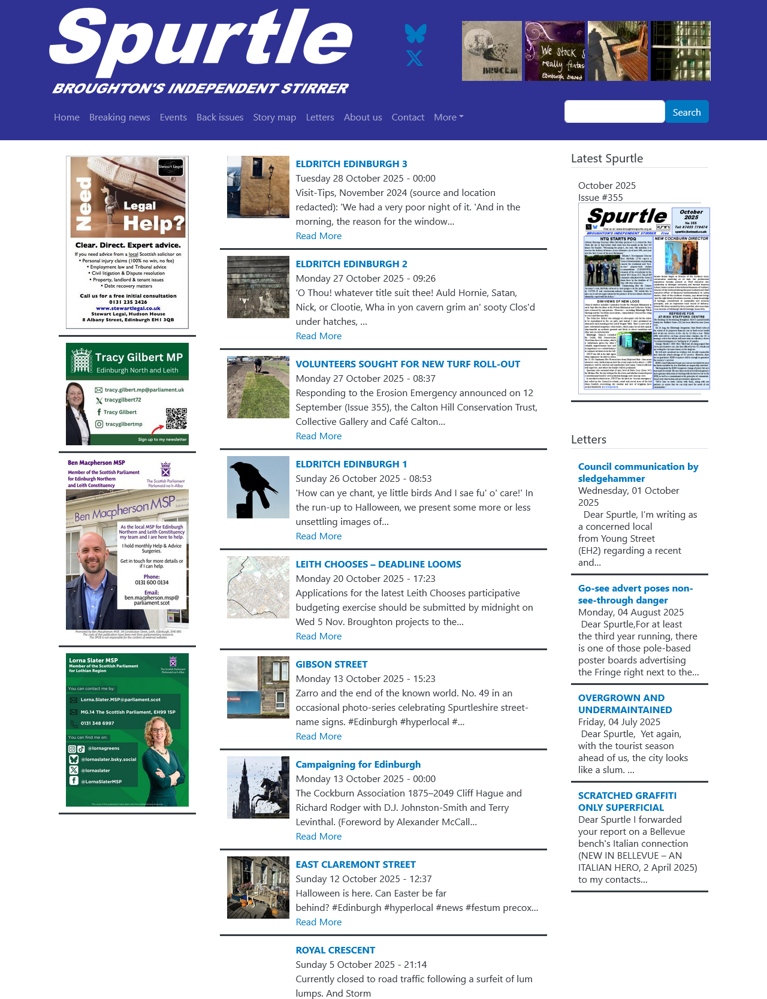 Spurtle
BROUGHTON'S INDEPENDENT STIRRER
BRUCE
We stock
really fantas
Edinburgh based
Home
Breaking news
Events
Back issues
Story map
Letters
About us
Contact
More
Search
Stewart Legal
Need
Legal
Help?
Clear. Direct. Expert advice.
If you need advice from a local Scottish solicitor on
• Personal injury claims (100% no win, no fee)
• Employment law and Tribunal advice
• Civil litigation & Dispute resolution
• Property, landlord & tenant issues
• Debt recovery matters
Call us for a free initial consultation
0131 235 2426
www.stewartlegal.co.uk
Stewart Legal, Hudson House
8 Albany Street, Edinburgh EH1 3QB
Tracy Gilbert MP
Edinburgh North and Leith
tracy.gilbert.mp@parliament.uk
tracygilbert72
Tracy Gilbert
tracygilbertmp
Sign up to my newsletter
Ben Macpherson MSP
Member of the Scottish Parliament
for Edinburgh Northern
and Leith Constituency
The Scottish Parliament
Pàrlamaid na h-Alba
Ben Macpherson MSP
As the local MSP for Edinburgh
Northern and Leith Constituency
my team and I are here to help.
I hold monthly Help & Advice
Surgeries.
Get in touch for more details or
if I can help.
Phone:
0131 600 0134
Email:
ben.macpherson.msp@
parliament.scot
Promoted by Ben Macpherson MSP, 34 Constitution Street, Leith, Edinburgh, EH6 6RS
The costs of this publication have been met from parliamentary resources.
The SPCB is not responsible for the content of external websites.
Lorna Slater MSP
Member of the Scottish Parliament
for Lothian Region
The Scottish Parliament
Pàrlamaid na h-Alba
You can contact me by:
Lorna.Slater.MSP@parliament.scot
MG.14 The Scottish Parliament, EH99 1SP
0131 348 6997
You can find me on:
@lornagreens
@lornaslater.bsky.social
@lornaslater
@LornaSlaterMSP
The costs of this publication have been met from parliamentary resources
ELDRITCH EDINBURGH 3
Tuesday 28 October 2025 - 00:00
Visit-Tips, November 2024 (source and location
redacted): 'We had a very poor night of it. 'And in the
morning, the reason for the window...
Read More
ELDRITCH EDINBURGH 2
Monday 27 October 2025 - 09:26
‘O Thou! whatever title suit thee! Auld Hornie, Satan,
Nick, or Clootie, Wha in yon cavern grim an' sooty Clos'd
under hatches, ...
Read More
VOLUNTEERS SOUGHT FOR NEW TURF ROLL-OUT
Monday 27 October 2025 - 08:37
Responding to the Erosion Emergency announced on 12
September (Issue 355), the Calton Hill Conservation Trust,
Collective Gallery and Café Calton...
Read More
ELDRITCH EDINBURGH 1
Sunday 26 October 2025 - 08:53
'How can ye chant, ye little birds And I sae fu' o' care!' In
the run-up to Halloween, we present some more or less
unsettling images of...
Read More
LEITH CHOOSES – DEADLINE LOOMS
Monday 20 October 2025 - 17:23
Applications for the latest Leith Chooses participative
budgeting exercise should be submitted by midnight on
Wed 5 Nov. Broughton projects to the...
Read More
PARKING
GIBSON STREET
Monday 13 October 2025 - 15:23
Zarro and the end of the known world. No. 49 in an
occasional photo-series celebrating Spurtleshire street-
name signs. #Edinburgh #hyperlocal #...
Read More
Campaigning for Edinburgh
Monday 13 October 2025 - 00:00
The Cockburn Association 1875–2049 Cliff Hague and
Richard Rodger with D.J. Johnston-Smith and Terry
Levinthal. (Foreword by Alexander McCall...
Read More
EAST CLAREMONT STREET
Sunday 12 October 2025 - 12:37
Halloween is here. Can Easter be far
behind? #Edinburgh #hyperlocal #news #festum precox...
Read More
ROYAL CRESCENT
Sunday 5 October 2025 - 21:14
Currently closed to road traffic following a surfeit of lum
lumps. And Storm
Latest Spurtle
October 2025
Issue #355
Spurtle
October
2025
No 355
Tel: 07455 778474
spurtle@hotmail.co.uk
Find us at: www.broughtonspurtle.org.uk
BROUGHTON'S INDEPENDENT STIRRER Free
NTQ STARTS PDQ
NEW COCKBURN DIRECTOR
DIM VIEWS OF NEW LOOS
REPRIEVE FOR
AT-RISK STAFFORD CENTRE
Letters
Council communication by
sledgehammer
Wednesday, 01 October
2025
Dear Spurtle, I’m writing as
a concerned local
from Young Street
(EH2) regarding a recent
and...
Go-see advert poses non-
see-through danger
Monday, 04 August 2025
Dear Spurtle,For at least
the third year running, there
is one of those pole-based
poster boards advertising
the Fringe right next to the...
OVERGROWN AND
UNDERMAINTAINED
Friday, 04 July 2025
Dear Spurtle,  Yet again,
with the tourist season
ahead of us, the city looks
like a slum. ...
SCRATCHED GRAFFITI
ONLY SUPERFICIAL
Dear Spurtle I forwarded
your report on a Bellevue
bench's Italian connection
(NEW IN BELLEVUE – AN
ITALIAN HERO, 2 April 2025)
to my contacts...